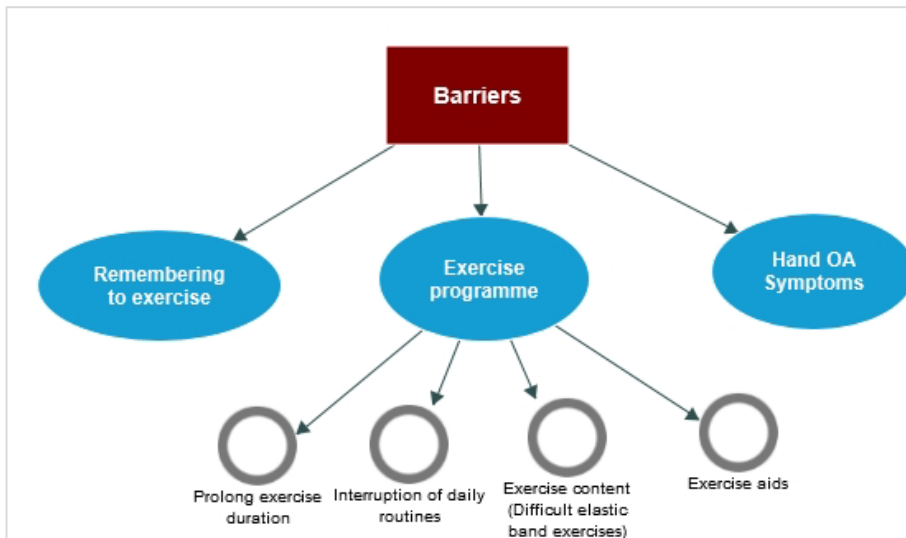 Barriers
Remembering
to exercise
Exercise
programme
Hand OA
Symptoms
Prolong exercise
duration
Interruption of daily
routines
Exercise content
(Difficult elastic
band exercises)
Exercise aids